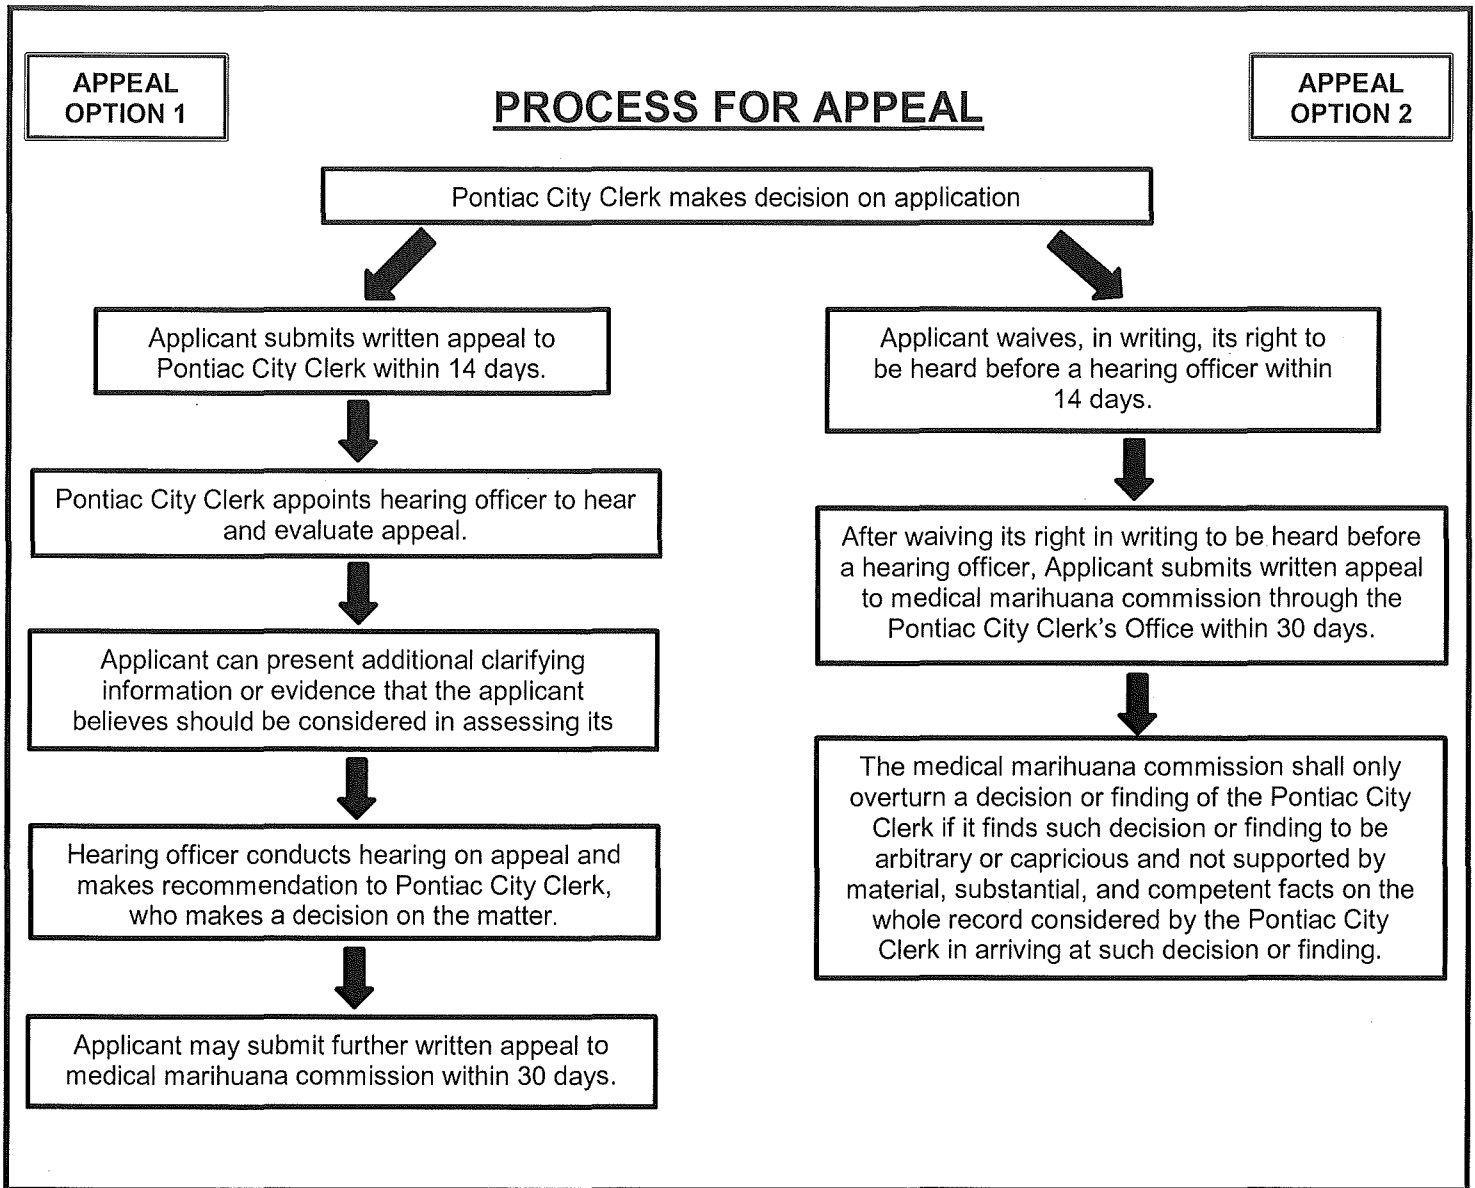 APPEAL
OPTION 1
PROCESS FOR APPEAL
APPEAL
OPTION 2
Pontiac City Clerk makes decision on application
Applicant submits written appeal to
Pontiac City Clerk within 14 days.
Pontiac City Clerk appoints hearing officer to hear
and evaluate appeal.
Applicant can present additional clarifying
information or evidence that the applicant
believes should be considered in assessing its
Hearing officer conducts hearing on appeal and
makes recommendation to Pontiac City Clerk,
who makes a decision on the matter.
Applicant may submit further written appeal to
medical marihuana commission within 30 days.
Applicant waives, in writing, its right to
be heard before a hearing officer within
14 days.
After waiving its right in writing to be heard before
a hearing officer, Applicant submits written appeal
to medical marihuana commission through the
Pontiac City Clerk's Office within 30 days.
The medical marihuana commission shall only
overturn a decision or finding of the Pontiac City
Clerk if it finds such decision or finding to be
arbitrary or capricious and not supported by
material, substantial, and competent facts on the
whole record considered by the Pontiac City
Clerk in arriving at such decision or finding.